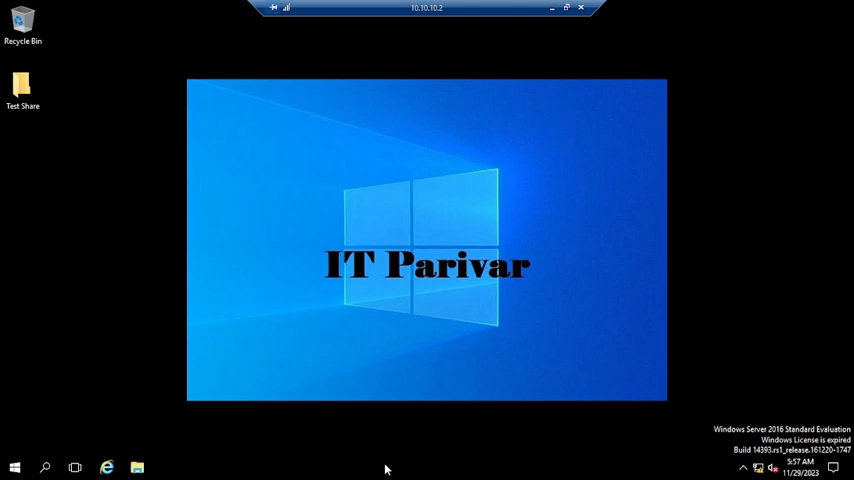 10.10.10.2
Recycle Bin
Test Share
IT Parivar
Windows Server 2016 Standard Evaluation
Windows License is expired
Build 14393.rs1_release.161220-1747
5:57 AM
11/29/2023